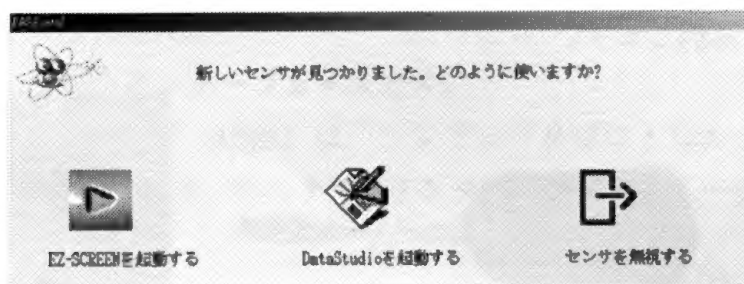 新しいセンサが見つかりました。どのように使いますか?
EZ-SCREENを起動する
DataStudioを起動する
センサを無視する